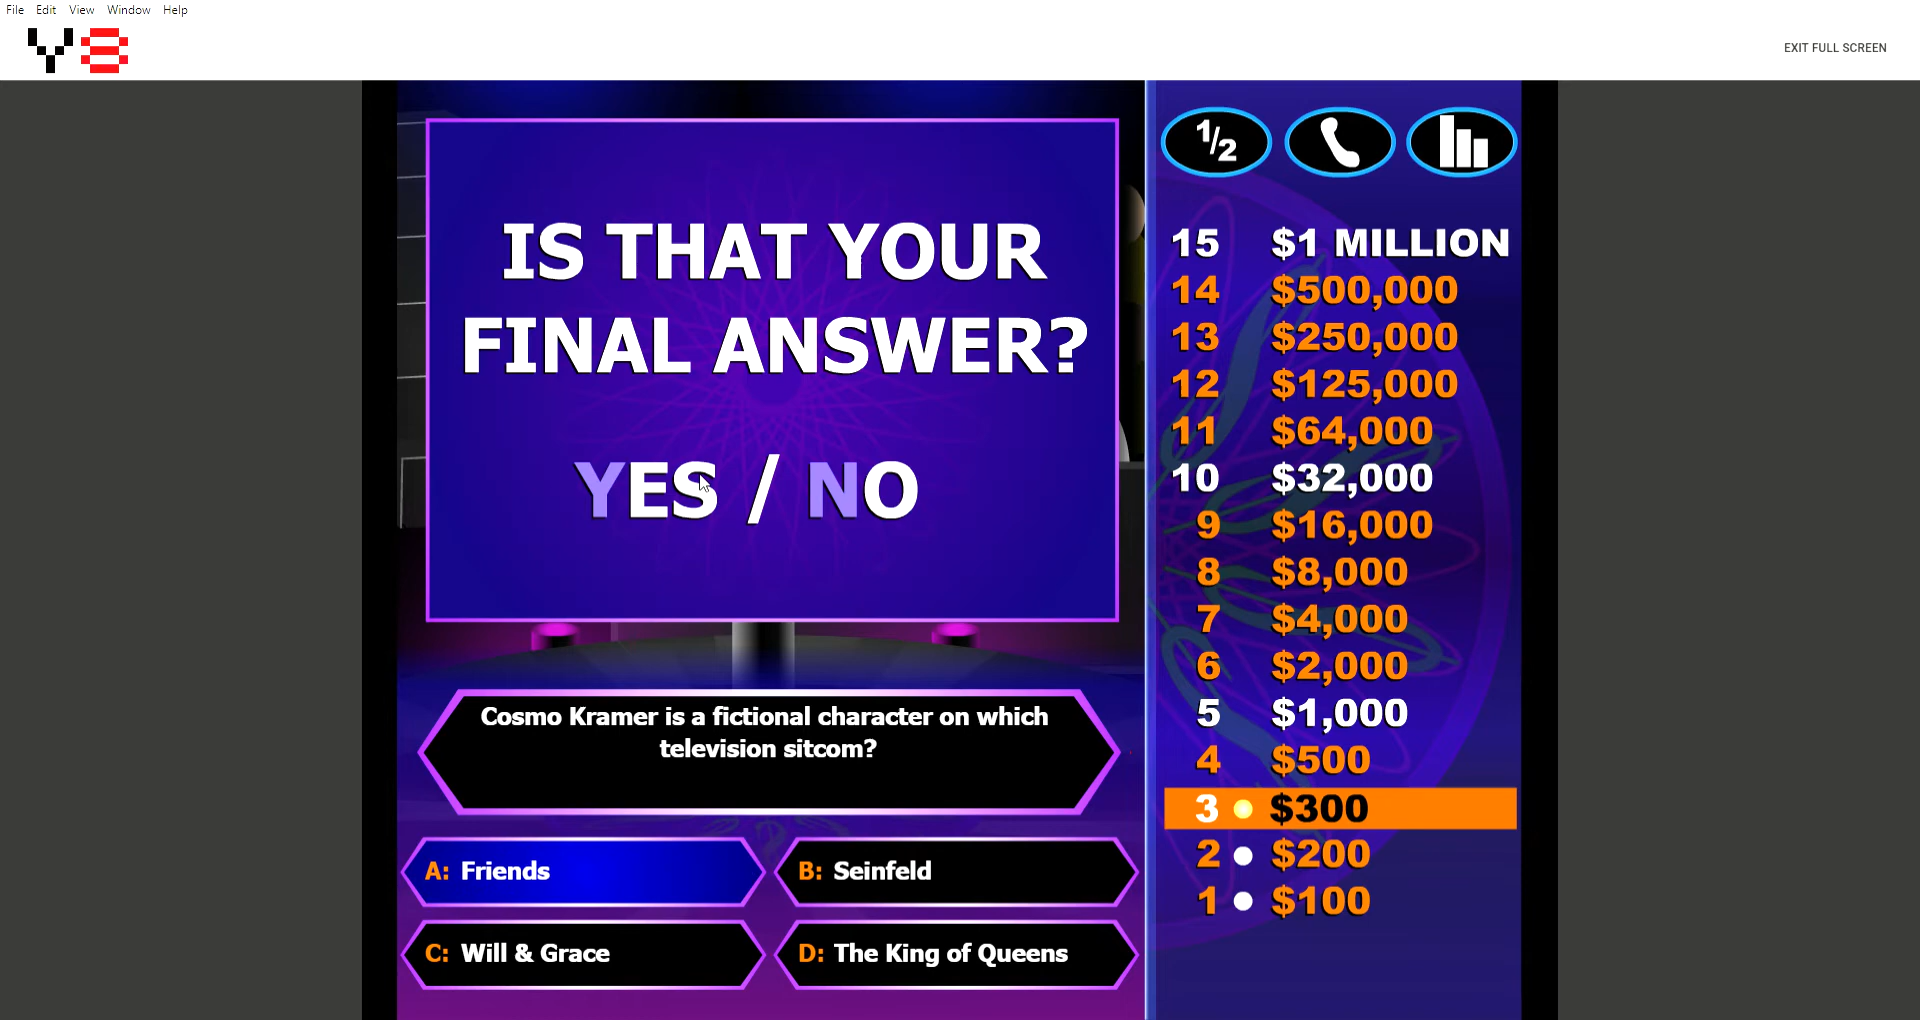 File Edit View Window Help
Y8
EXIT FULL SCREEN
IS THAT YOUR
FINAL ANSWER?
YES / NO
Cosmo Kramer is a fictional character on which
television sitcom?
A: Friends
B: Seinfeld
C: Will & Grace
D: The King of Queens
1/2
15 $1 MILLION
14 $500,000
13 $250,000
12 $125,000
11 $64,000
10 $32,000
9 $16,000
8 $8,000
7 $4,000
6 $2,000
5 $1,000
4 $500
3 $300
2 $200
1 $100